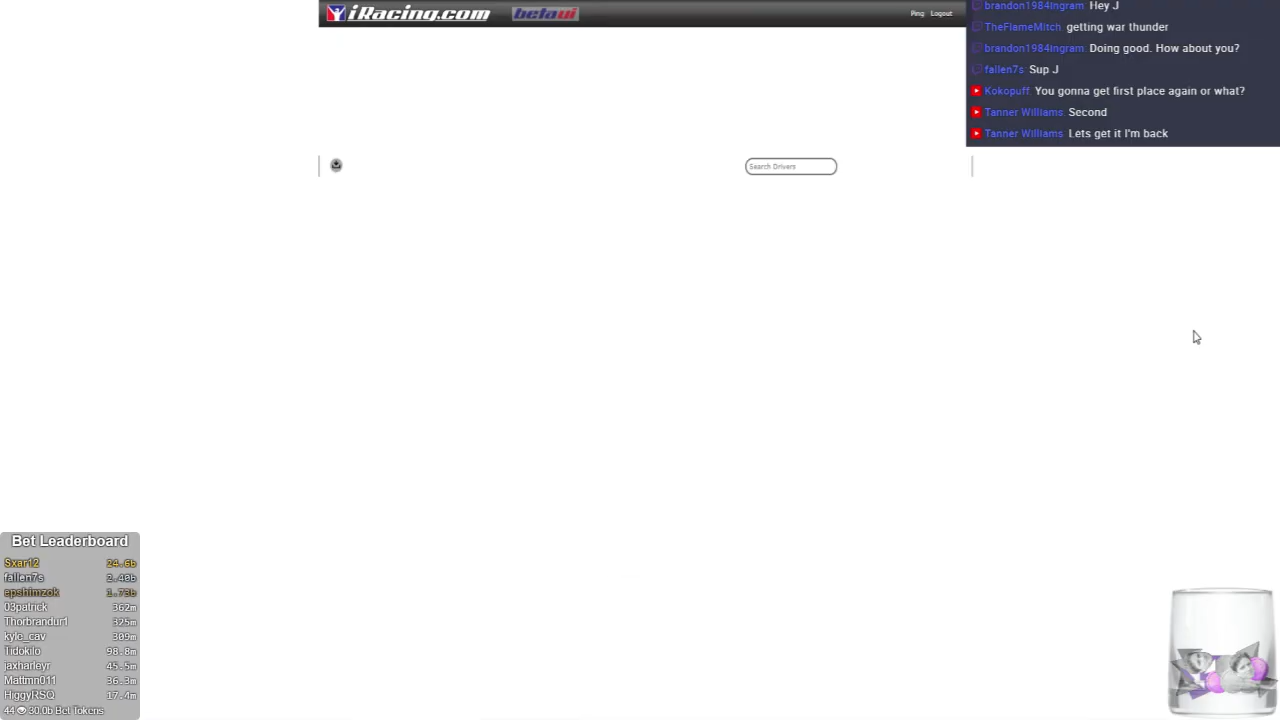 iRacing.com betaui Ping Logout
brandon1984Ingram: Hey J
TheFlameMitch: getting war thunder
brandon1984Ingram: Doing good. How about you?
fallen7s: Sup J
Kokopuff: You gonna get first place again or what?
Tanner Williams: Second
Tanner Williams: Lets get it I'm back
Search Drivers
Bet Leaderboard
Sxar12 24.6b
fallen7s 2.40b
epshimzok 1.73b
03patrick 362m
Thorbrandur1 325m
kyle_cav 309m
Tidokilo 98.8m
jaxharleyr 45.5m
Mattmn011 36.3m
HiggyRSQ 17.4m
44 30.0b Bet Tokens